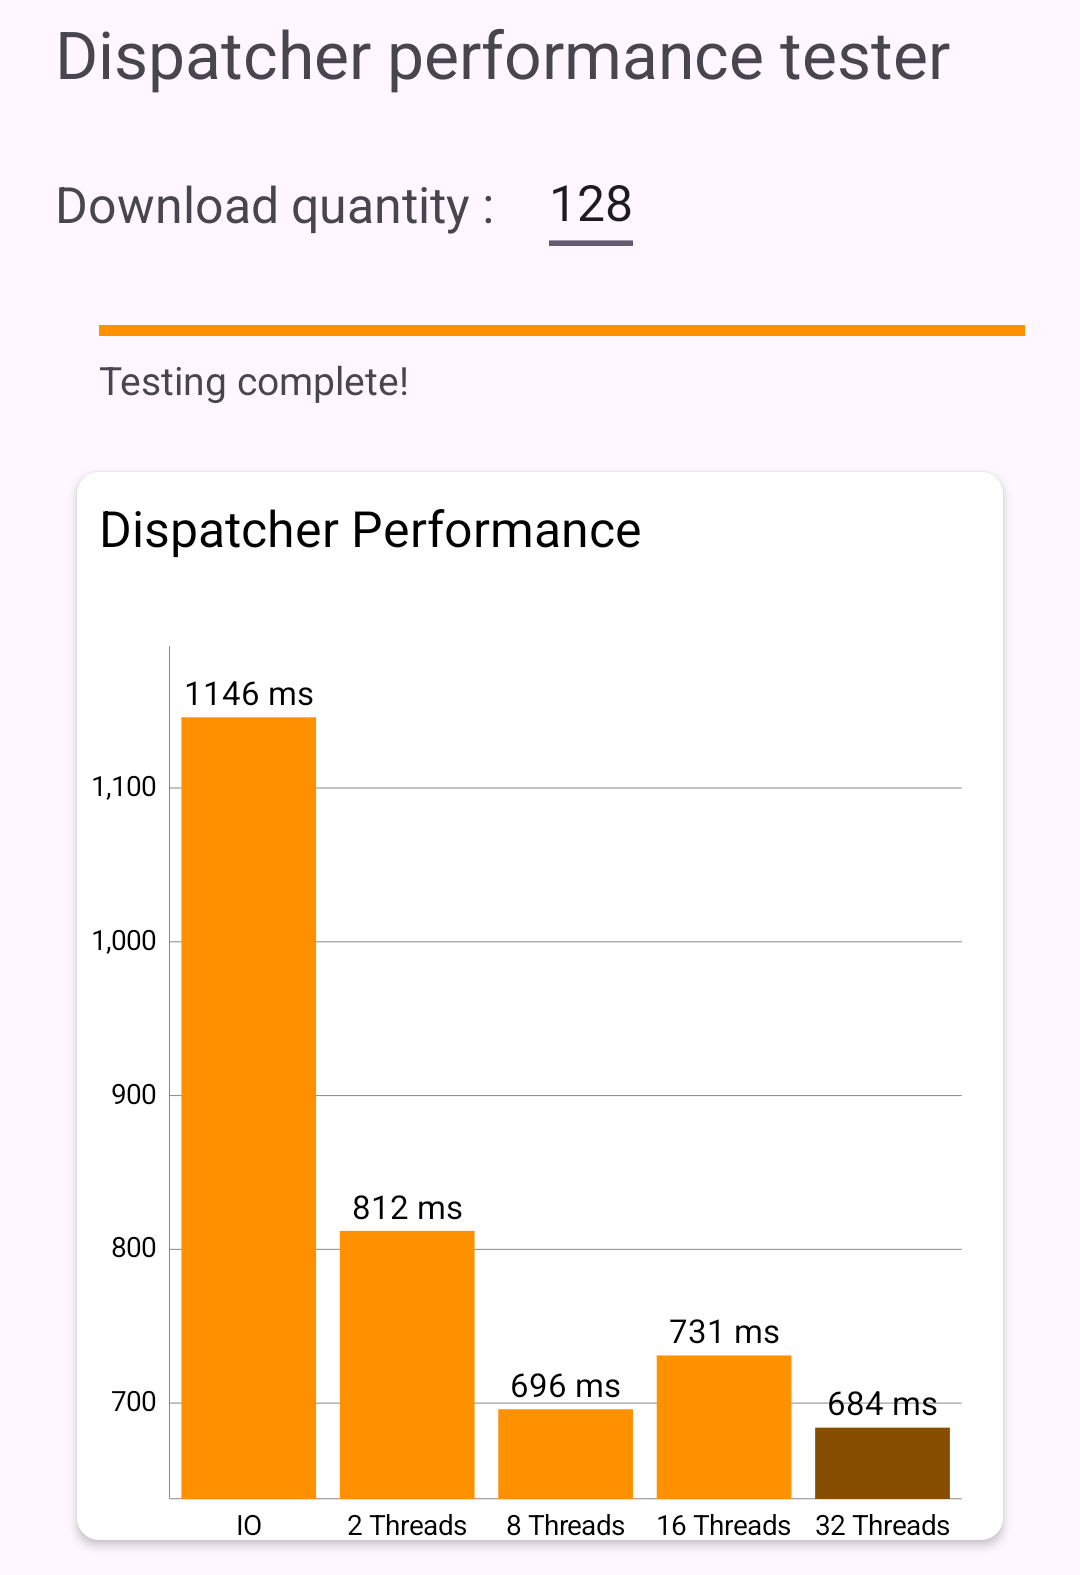 Dispatcher performance tester
Download quantity : 128
Testing complete!
Dispatcher Performance
1146 ms
1,100
1,000
900
812 ms
800
731 ms
696 ms
700
684 ms
IO 2 Threads 8 Threads 16 Threads 32 Threads